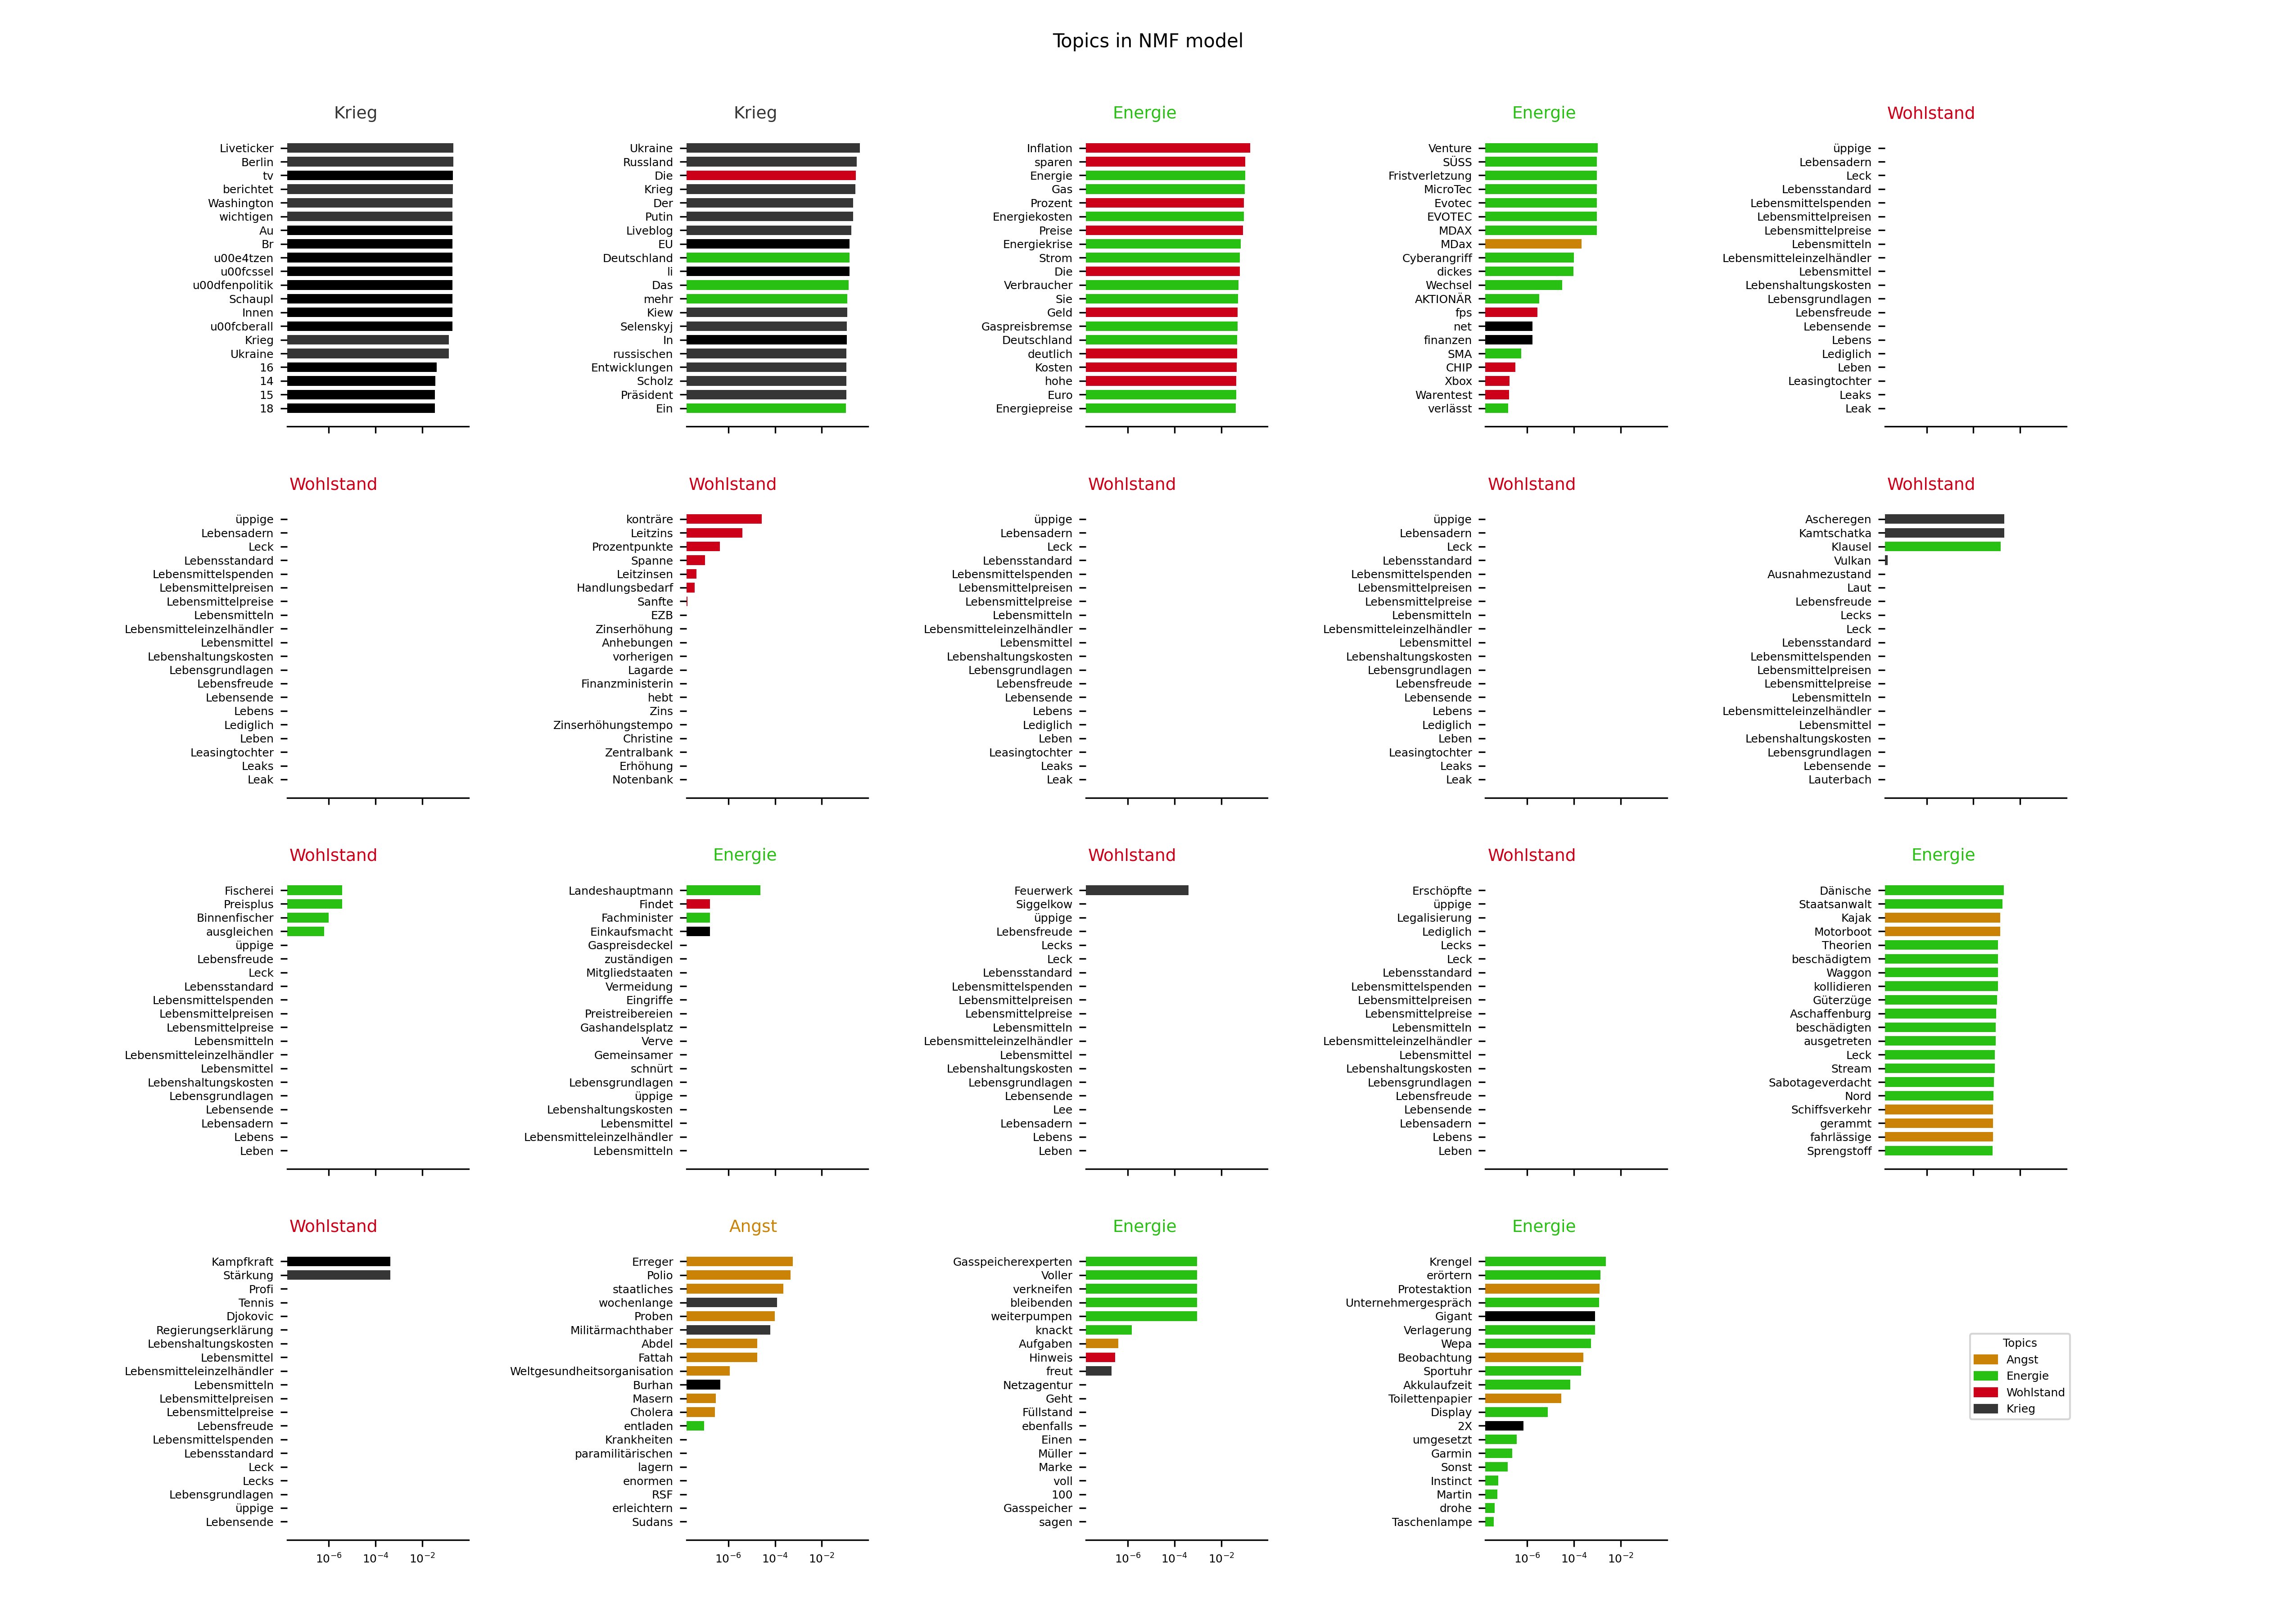 Topics in NMF model
Krieg
Liveticker
Berlin
tv
berichtet
Washington
wichtigen
Au
Br
u00e4tzen
u00fcssel
u00dfenpolitik
Schaupl
Innen
u00fcberall
Krieg
Ukraine
16
14
15
18
Krieg
Ukraine
Russland
Die
Krieg
Der
Putin
Liveblog
EU
Deutschland
li
Das
mehr
Kiew
Selenskyj
In
russischen
Entwicklungen
Scholz
Präsident
Ein
Energie
Inflation
sparen
Energie
Gas
Prozent
Energiekosten
Preise
Energiekrise
Strom
Die
Verbraucher
Sie
Geld
Gaspreisbremse
Deutschland
deutlich
Kosten
hohe
Euro
Energiepreise
Energie
Venture
SÜSS
Fristverletzung
MicroTec
Evotec
EVOTEC
MDAX
MDax
Cyberangriff
dickes
Wechsel
AKTIONÄR
fps
net
finanzen
SMA
CHIP
Xbox
Warentest
verlässt
Wohlstand
üppige
Lebensadern
Leck
Lebensstandard
Lebensmittelspenden
Lebensmittelpreisen
Lebensmittelpreise
Lebensmitteln
Lebensmitteleinzelhändler
Lebensmittel
Lebenshaltungskosten
Lebensgrundlagen
Lebensfreude
Lebensende
Lebens
Lediglich
Leben
Leasingtochter
Leaks
Leak
Wohlstand
üppige
Lebensadern
Leck
Lebensstandard
Lebensmittelspenden
Lebensmittelpreisen
Lebensmittelpreise
Lebensmitteln
Lebensmitteleinzelhändler
Lebensmittel
Lebenshaltungskosten
Lebensgrundlagen
Lebensfreude
Lebensende
Lebens
Lediglich
Leben
Leasingtochter
Leaks
Leak
Wohlstand
konträre
Leitzins
Prozentpunkte
Spanne
Leitzinsen
Handlungsbedarf
Sanfte
EZB
Zinserhöhung
Anhebungen
vorherigen
Lagarde
Finanzministerin
hebt
Zins
Zinserhöhungstempo
Christine
Zentralbank
Erhöhung
Notenbank
Wohlstand
üppige
Lebensadern
Leck
Lebensstandard
Lebensmittelspenden
Lebensmittelpreisen
Lebensmittelpreise
Lebensmitteln
Lebensmitteleinzelhändler
Lebensmittel
Lebenshaltungskosten
Lebensgrundlagen
Lebensfreude
Lebensende
Lebens
Lediglich
Leben
Leasingtochter
Leaks
Leak
Wohlstand
üppige
Lebensadern
Leck
Lebensstandard
Lebensmittelspenden
Lebensmittelpreisen
Lebensmittelpreise
Lebensmitteln
Lebensmitteleinzelhändler
Lebensmittel
Lebenshaltungskosten
Lebensgrundlagen
Lebensfreude
Lebensende
Lebens
Lediglich
Leben
Leasingtochter
Leaks
Leak
Wohlstand
Ascheregen
Kamtschatka
Klausel
Vulkan
Ausnahmezustand
Laut
Lebensfreude
Lecks
Leck
Lebensstandard
Lebensmittelspenden
Lebensmittelpreisen
Lebensmittelpreise
Lebensmitteln
Lebensmitteleinzelhändler
Lebensmittel
Lebenshaltungskosten
Lebensgrundlagen
Lebensende
Lauterbach
Wohlstand
Fischerei
Preisplus
Binnenfischer
ausgleichen
üppige
Lebensfreude
Leck
Lebensstandard
Lebensmittelspenden
Lebensmittelpreisen
Lebensmittelpreise
Lebensmitteln
Lebensmitteleinzelhändler
Lebensmittel
Lebenshaltungskosten
Lebensgrundlagen
Lebensende
Lebensadern
Lebens
Leben
Energie
Landeshauptmann
Findet
Fachminister
Einkaufsmacht
Gaspreisdeckel
zuständigen
Mitgliedstaaten
Vermeidung
Eingriffe
Preistreibereien
Gashandelsplatz
Verve
Gemeinsamer
schnürt
Lebensgrundlagen
üppige
Lebenshaltungskosten
Lebensmittel
Lebensmitteleinzelhändler
Lebensmitteln
Wohlstand
Feuerwerk
Siggelkow
üppige
Lebensfreude
Lecks
Leck
Lebensstandard
Lebensmittelspenden
Lebensmittelpreisen
Lebensmittelpreise
Lebensmitteln
Lebensmitteleinzelhändler
Lebensmittel
Lebenshaltungskosten
Lebensgrundlagen
Lebensende
Lee
Lebensadern
Lebens
Leben
Wohlstand
Erschöpfte
üppige
Legalisierung
Lediglich
Lecks
Leck
Lebensstandard
Lebensmittelspenden
Lebensmittelpreisen
Lebensmittelpreise
Lebensmitteln
Lebensmitteleinzelhändler
Lebensmittel
Lebenshaltungskosten
Lebensgrundlagen
Lebensfreude
Lebensende
Lebensadern
Lebens
Leben
Energie
Dänische
Staatsanwalt
Kajak
Motorboot
Theorien
beschädigtem
Waggon
kollidieren
Güterzüge
Aschaffenburg
beschädigten
ausgetreten
Leck
Stream
Sabotageverdacht
Nord
Schiffsverkehr
gerammt
fahrlässige
Sprengstoff
Wohlstand
Kampfkraft
Stärkung
Profi
Tennis
Djokovic
Regierungserklärung
Lebenshaltungskosten
Lebensmittel
Lebensmitteleinzelhändler
Lebensmitteln
Lebensmittelpreisen
Lebensmittelpreise
Lebensfreude
Lebensmittelspenden
Lebensstandard
Leck
Lecks
Lebensgrundlagen
üppige
Lebensende
10⁻⁶ 10⁻⁴ 10⁻²
Angst
Erreger
Polio
staatliches
wochenlange
Proben
Militärmachthaber
Abdel
Fattah
Weltgesundheitsorganisation
Burhan
Masern
Cholera
entladen
Krankheiten
paramilitärischen
lagern
enormen
RSF
erleichtern
Sudans
10⁻⁶ 10⁻⁴ 10⁻²
Energie
Gasspeicherexperten
Voller
verkneifen
bleibenden
weiterpumpen
knackt
Aufgaben
Hinweis
freut
Netzagentur
Geht
Füllstand
ebenfalls
Einen
Müller
Marke
voll
100
Gasspeicher
sagen
10⁻⁶ 10⁻⁴ 10⁻²
Energie
Krengel
erörtern
Protestaktion
Unternehmergespräch
Gigant
Verlagerung
Wepa
Beobachtung
Sportuhr
Akkulaufzeit
Toilettenpapier
Display
2X
umgesetzt
Garmin
Sonst
Instinct
Martin
drohe
Taschenlampe
10⁻⁶ 10⁻⁴ 10⁻²
Topics
Angst
Energie
Wohlstand
Krieg